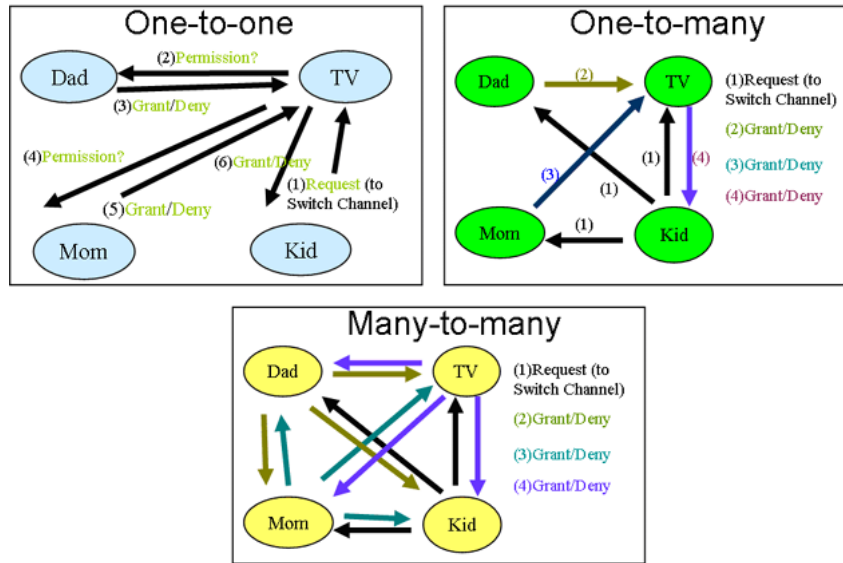 One-to-one
(2)Permission?
Dad
TV
(3)Grant/Deny
(4)Permission?
(6)Grant/Deny
(1)Request (to
Switch Channel)
(5)Grant/Deny
Mom
Kid
One-to-many
Dad
(2)
TV
(1)Request (to
Switch Channel)
(2)Grant/Deny
(1)
(4)
(3)
(1)
(3)Grant/Deny
(4)Grant/Deny
Mom
(1)
Kid
Many-to-many
Dad
TV
(1)Request (to
Switch Channel)
(2)Grant/Deny
(3)Grant/Deny
(4)Grant/Deny
Mom
Kid